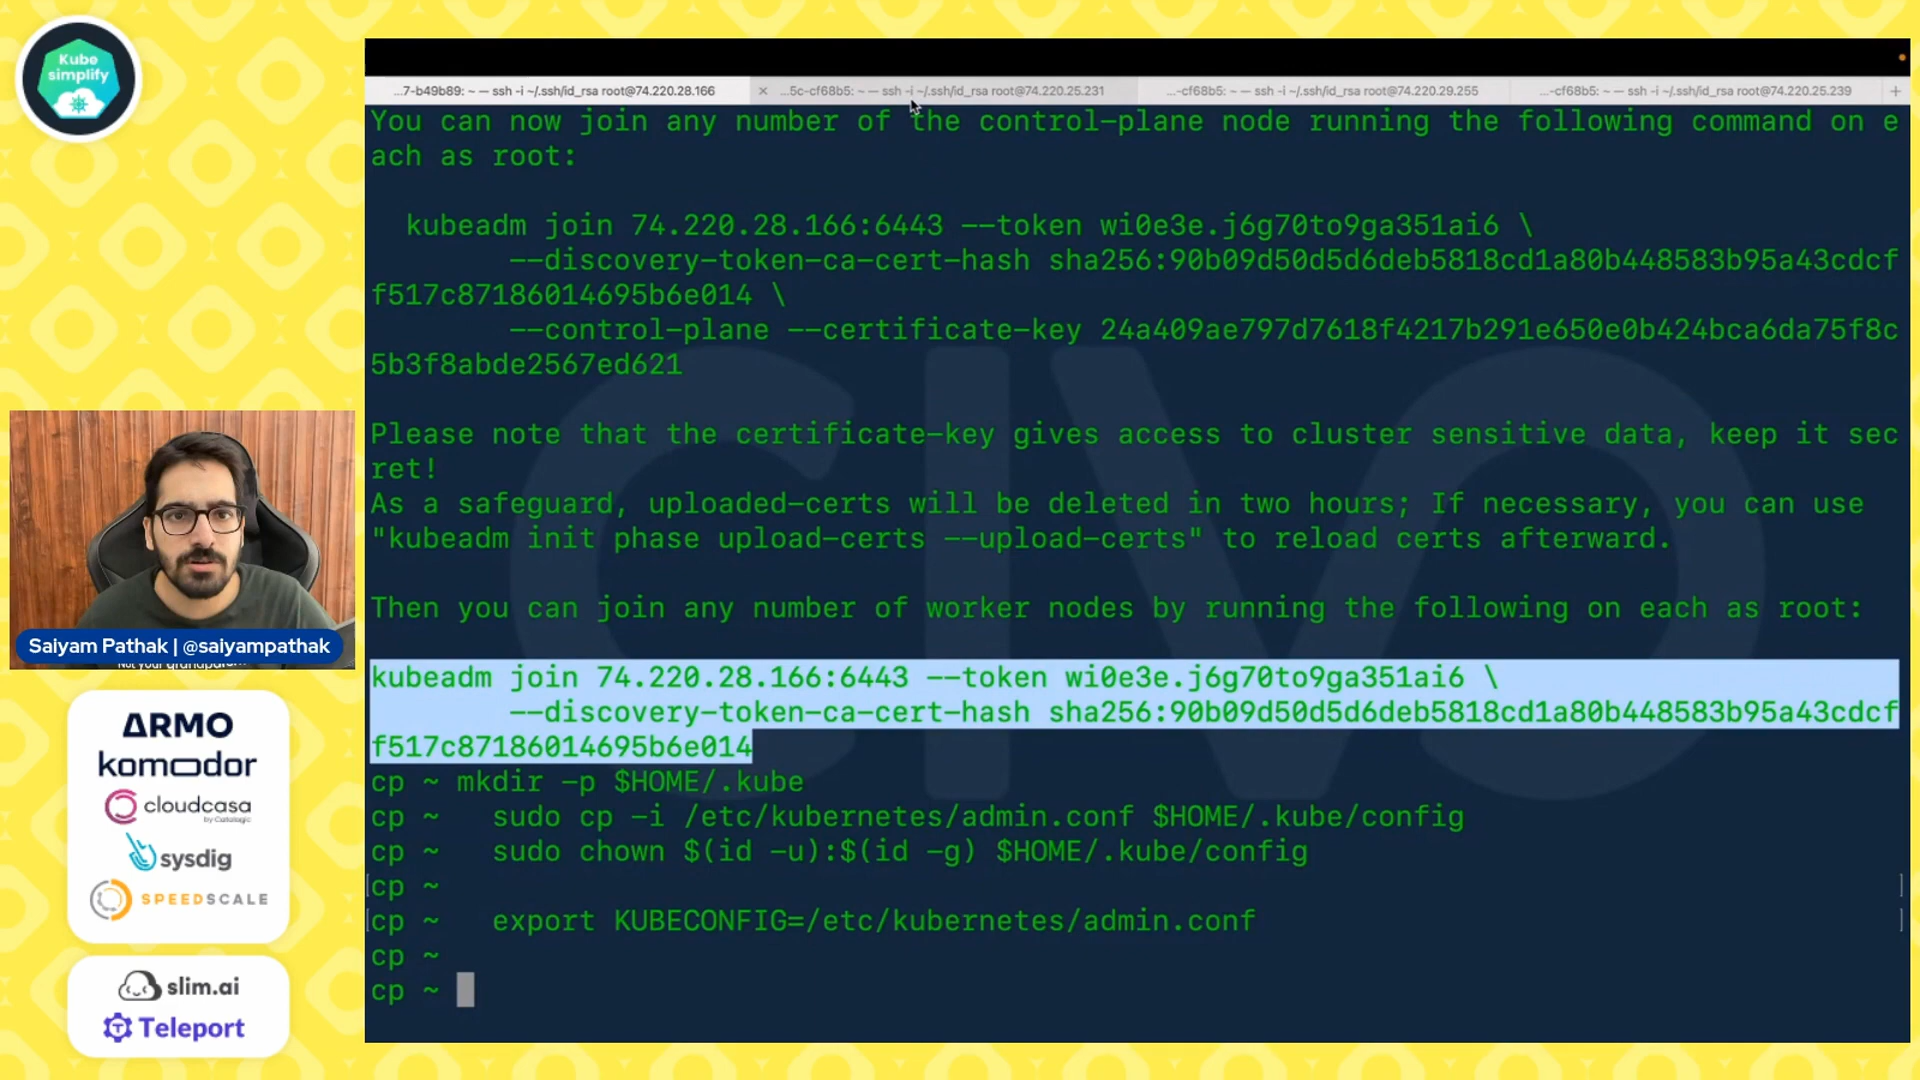 Kube
simplify
...7-b49b89: ~ — ssh -i ~/.ssh/id_rsa root@74.220.28.166
...5c-cf68b5: ~ — ssh -i ~/.ssh/id_rsa root@74.220.25.231
...-cf68b5: ~ — ssh -i ~/.ssh/id_rsa root@74.220.29.255
...-cf68b5: ~ — ssh -i ~/.ssh/id_rsa root@74.220.25.239
You can now join any number of the control-plane node running the following command on e
ach as root:
kubeadm join 74.220.28.166:6443 --token wi0e3e.j6g70to9ga351ai6 \
--discovery-token-ca-cert-hash sha256:90b09d50d5d6deb5818cd1a80b448583b95a43cdcf
f517c87186014695b6e014 \
--control-plane --certificate-key 24a409ae797d7618f4217b291e650e0b424bca6da75f8c
5b3f8abde2567ed621
Please note that the certificate-key gives access to cluster sensitive data, keep it sec
ret!
As a safeguard, uploaded-certs will be deleted in two hours; If necessary, you can use
"kubeadm init phase upload-certs --upload-certs" to reload certs afterward.
Then you can join any number of worker nodes by running the following on each as root:
kubeadm join 74.220.28.166:6443 --token wi0e3e.j6g70to9ga351ai6 \
--discovery-token-ca-cert-hash sha256:90b09d50d5d6deb5818cd1a80b448583b95a43cdcf
f517c87186014695b6e014
cp ~ mkdir -p $HOME/.kube
cp ~ sudo cp -i /etc/kubernetes/admin.conf $HOME/.kube/config
cp ~ sudo chown $(id -u):$(id -g) $HOME/.kube/config
cp ~
cp ~ export KUBECONFIG=/etc/kubernetes/admin.conf
cp ~
cp ~
CIVO
Saiyam Pathak | @saiyampathak
Not your
ARMO
komodor
cloudcasa
by Catalogic
sysdig
SPEEDSCALE
slim.ai
Teleport